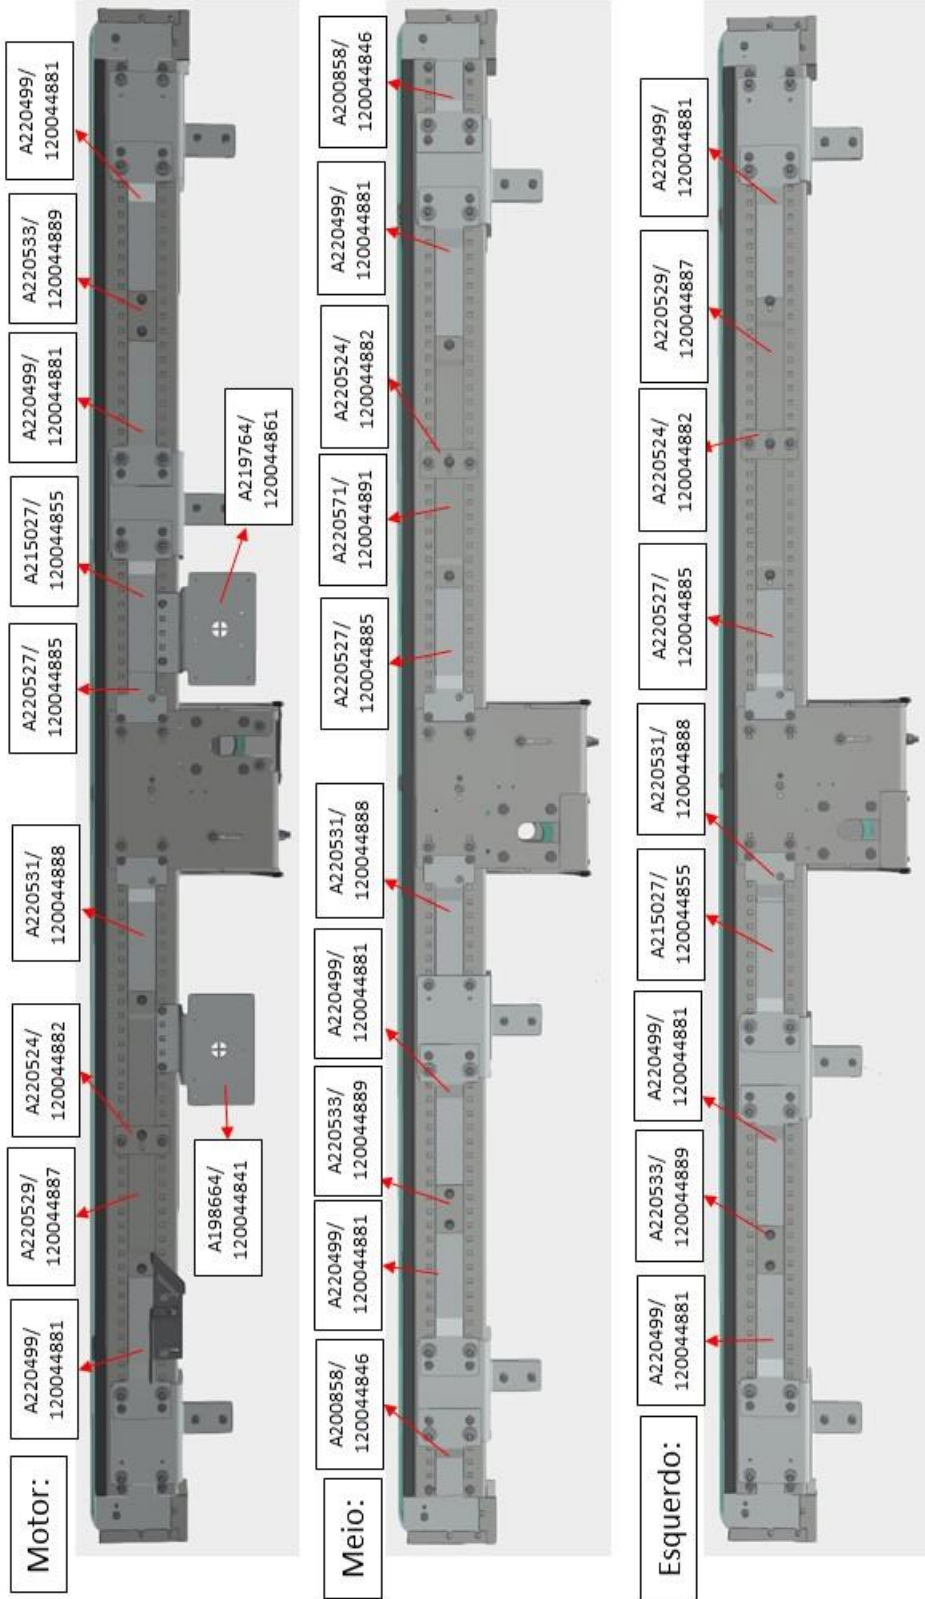 Motor:
A220499/
120044881
A220529/
120044887
A220524/
120044882
A220531/
120044888
A220527/
120044885
A215027/
120044855
A220499/
120044881
A220533/
120044889
A220499/
120044881
A198664/
120044841
A219764/
120044861
Meio:
A200858/
120044846
A220499/
120044881
A220533/
120044889
A220499/
120044881
A220531/
120044888
A220527/
120044885
A220571/
120044891
A220524/
120044882
A220499/
120044881
A200858/
120044846
Esquerdo:
A220499/
120044881
A220533/
120044889
A220499/
120044881
A215027/
120044855
A220531/
120044888
A220527/
120044885
A220524/
120044882
A220529/
120044887
A220499/
120044881